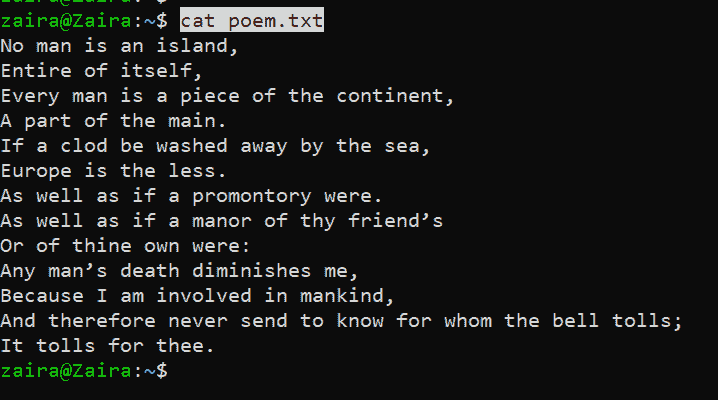 zaira@Zaira:~$ cat poem.txt
No man is an island,
Entire of itself,
Every man is a piece of the continent,
A part of the main.
If a clod be washed away by the sea,
Europe is the less.
As well as if a promontory were.
As well as if a manor of thy friend’s
Or of thine own were:
Any man’s death diminishes me,
Because I am involved in mankind,
And therefore never send to know for whom the bell tolls;
It tolls for thee.
zaira@Zaira:~$